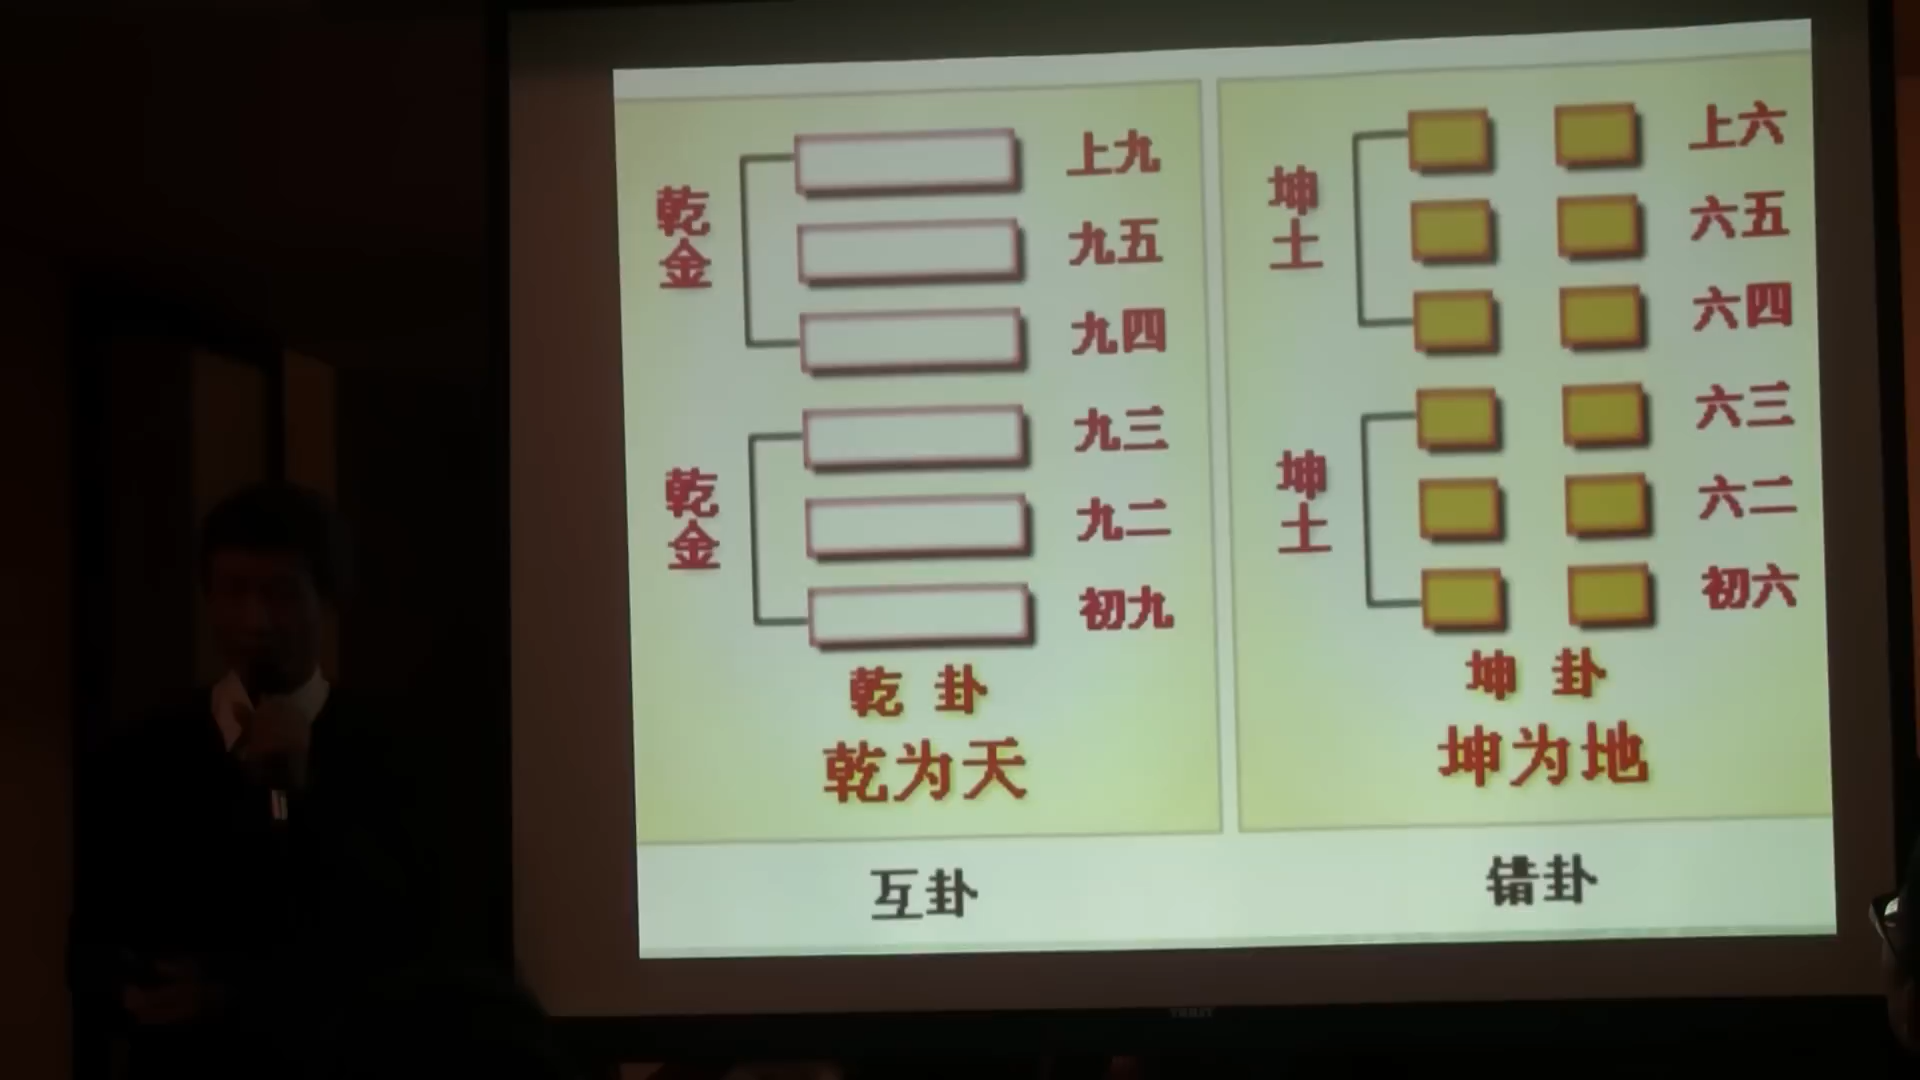 乾金
上九
九五
九四
乾金
九三
九二
初九
乾 卦
乾为天
互卦
坤土
上六
六五
六四
坤土
六三
六二
初六
坤 卦
坤为地
错卦